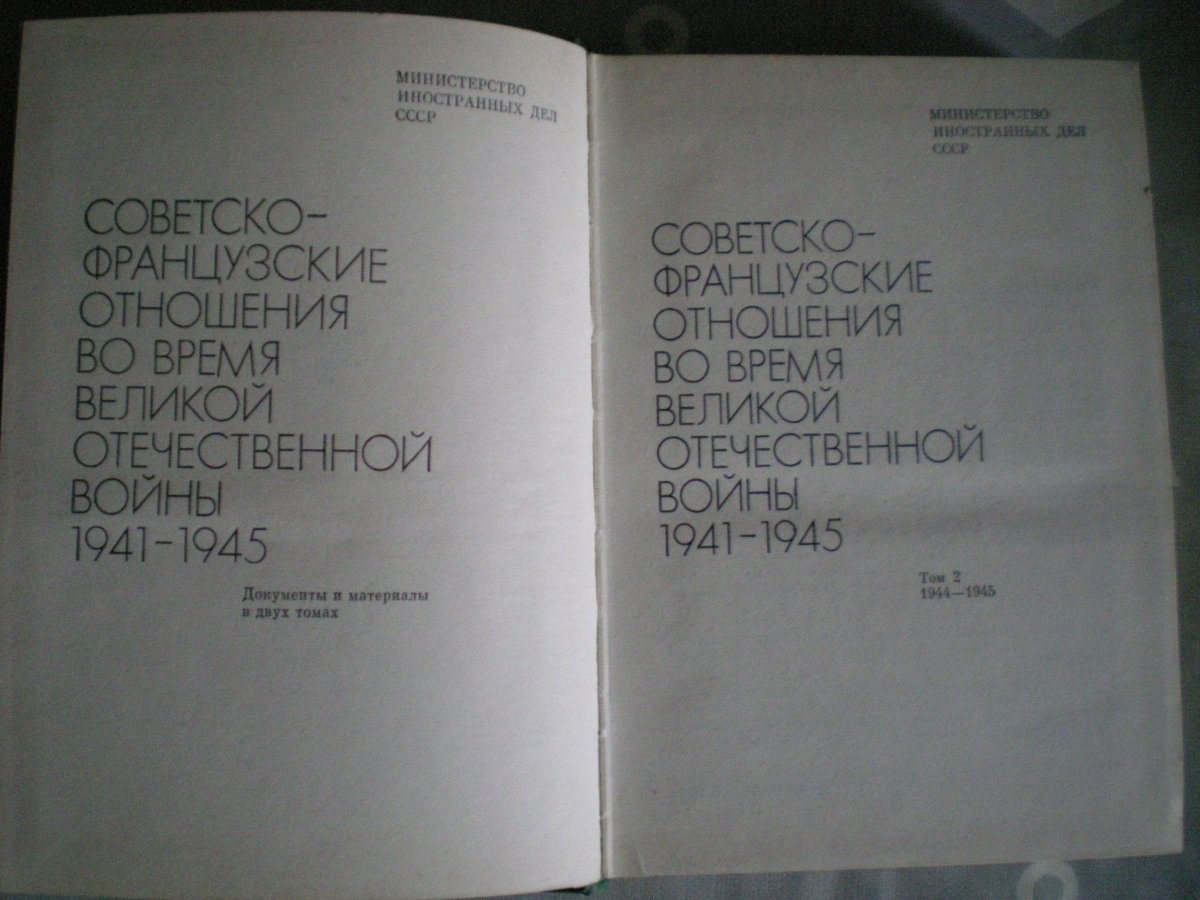 МИНИСТЕРСТВО
ИНОСТРАННЫХ ДЕЛ
СССР
СОВЕТСКО-
ФРАНЦУЗСКИЕ
ОТНОШЕНИЯ
ВО ВРЕМЯ
ВЕЛИКОЙ
ОТЕЧЕСТВЕННОЙ
ВОЙНЫ
1941-1945
Документы и материалы
в двух томах
МИНИСТЕРСТВО
ИНОСТРАННЫХ ДЕЛ
СССР
СОВЕТСКО-
ФРАНЦУЗСКИЕ
ОТНОШЕНИЯ
ВО ВРЕМЯ
ВЕЛИКОЙ
ОТЕЧЕСТВЕННОЙ
ВОЙНЫ
1941-1945
Том 2
1944—1945